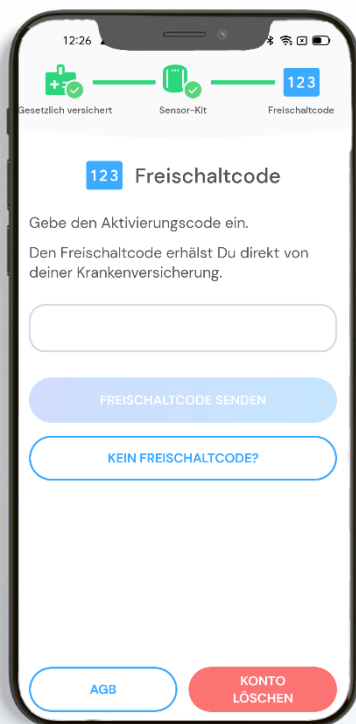 12:26
Gesetzlich versichert
Sensor-Kit
123
Freischaltcode
123 Freischaltcode
Gebe den Aktivierungscode ein.
Den Freischaltcode erhälst Du direkt von
deiner Krankenversicherung.
FREISCHALTCODE SENDEN
KEIN FREISCHALTCODE?
AGB
KONTO
LÖSCHEN